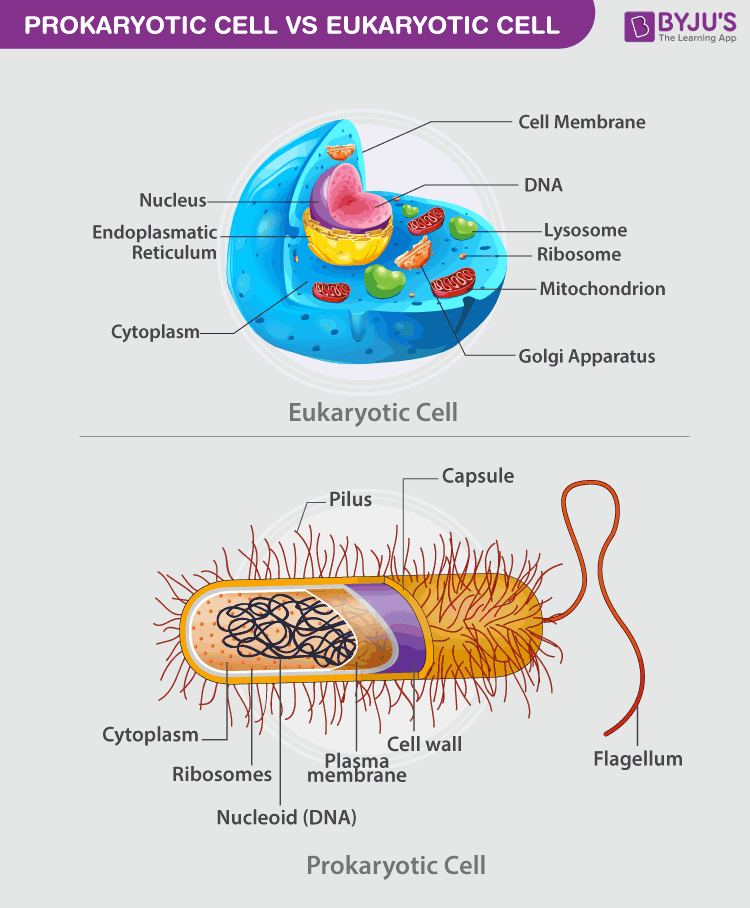 PROKARYOTIC CELL VS EUKARYOTIC CELL
BYJU'S
The Learning App
Cell Membrane
DNA
Nucleus
Endoplasmatic
Reticulum
Lysosome
Ribosome
Mitochondrion
Cytoplasm
Golgi Apparatus
Eukaryotic Cell
Capsule
Pilus
Cytoplasm
Ribosomes
Nucleoid (DNA)
Plasma
membrane
Cell wall
Flagellum
Prokaryotic Cell